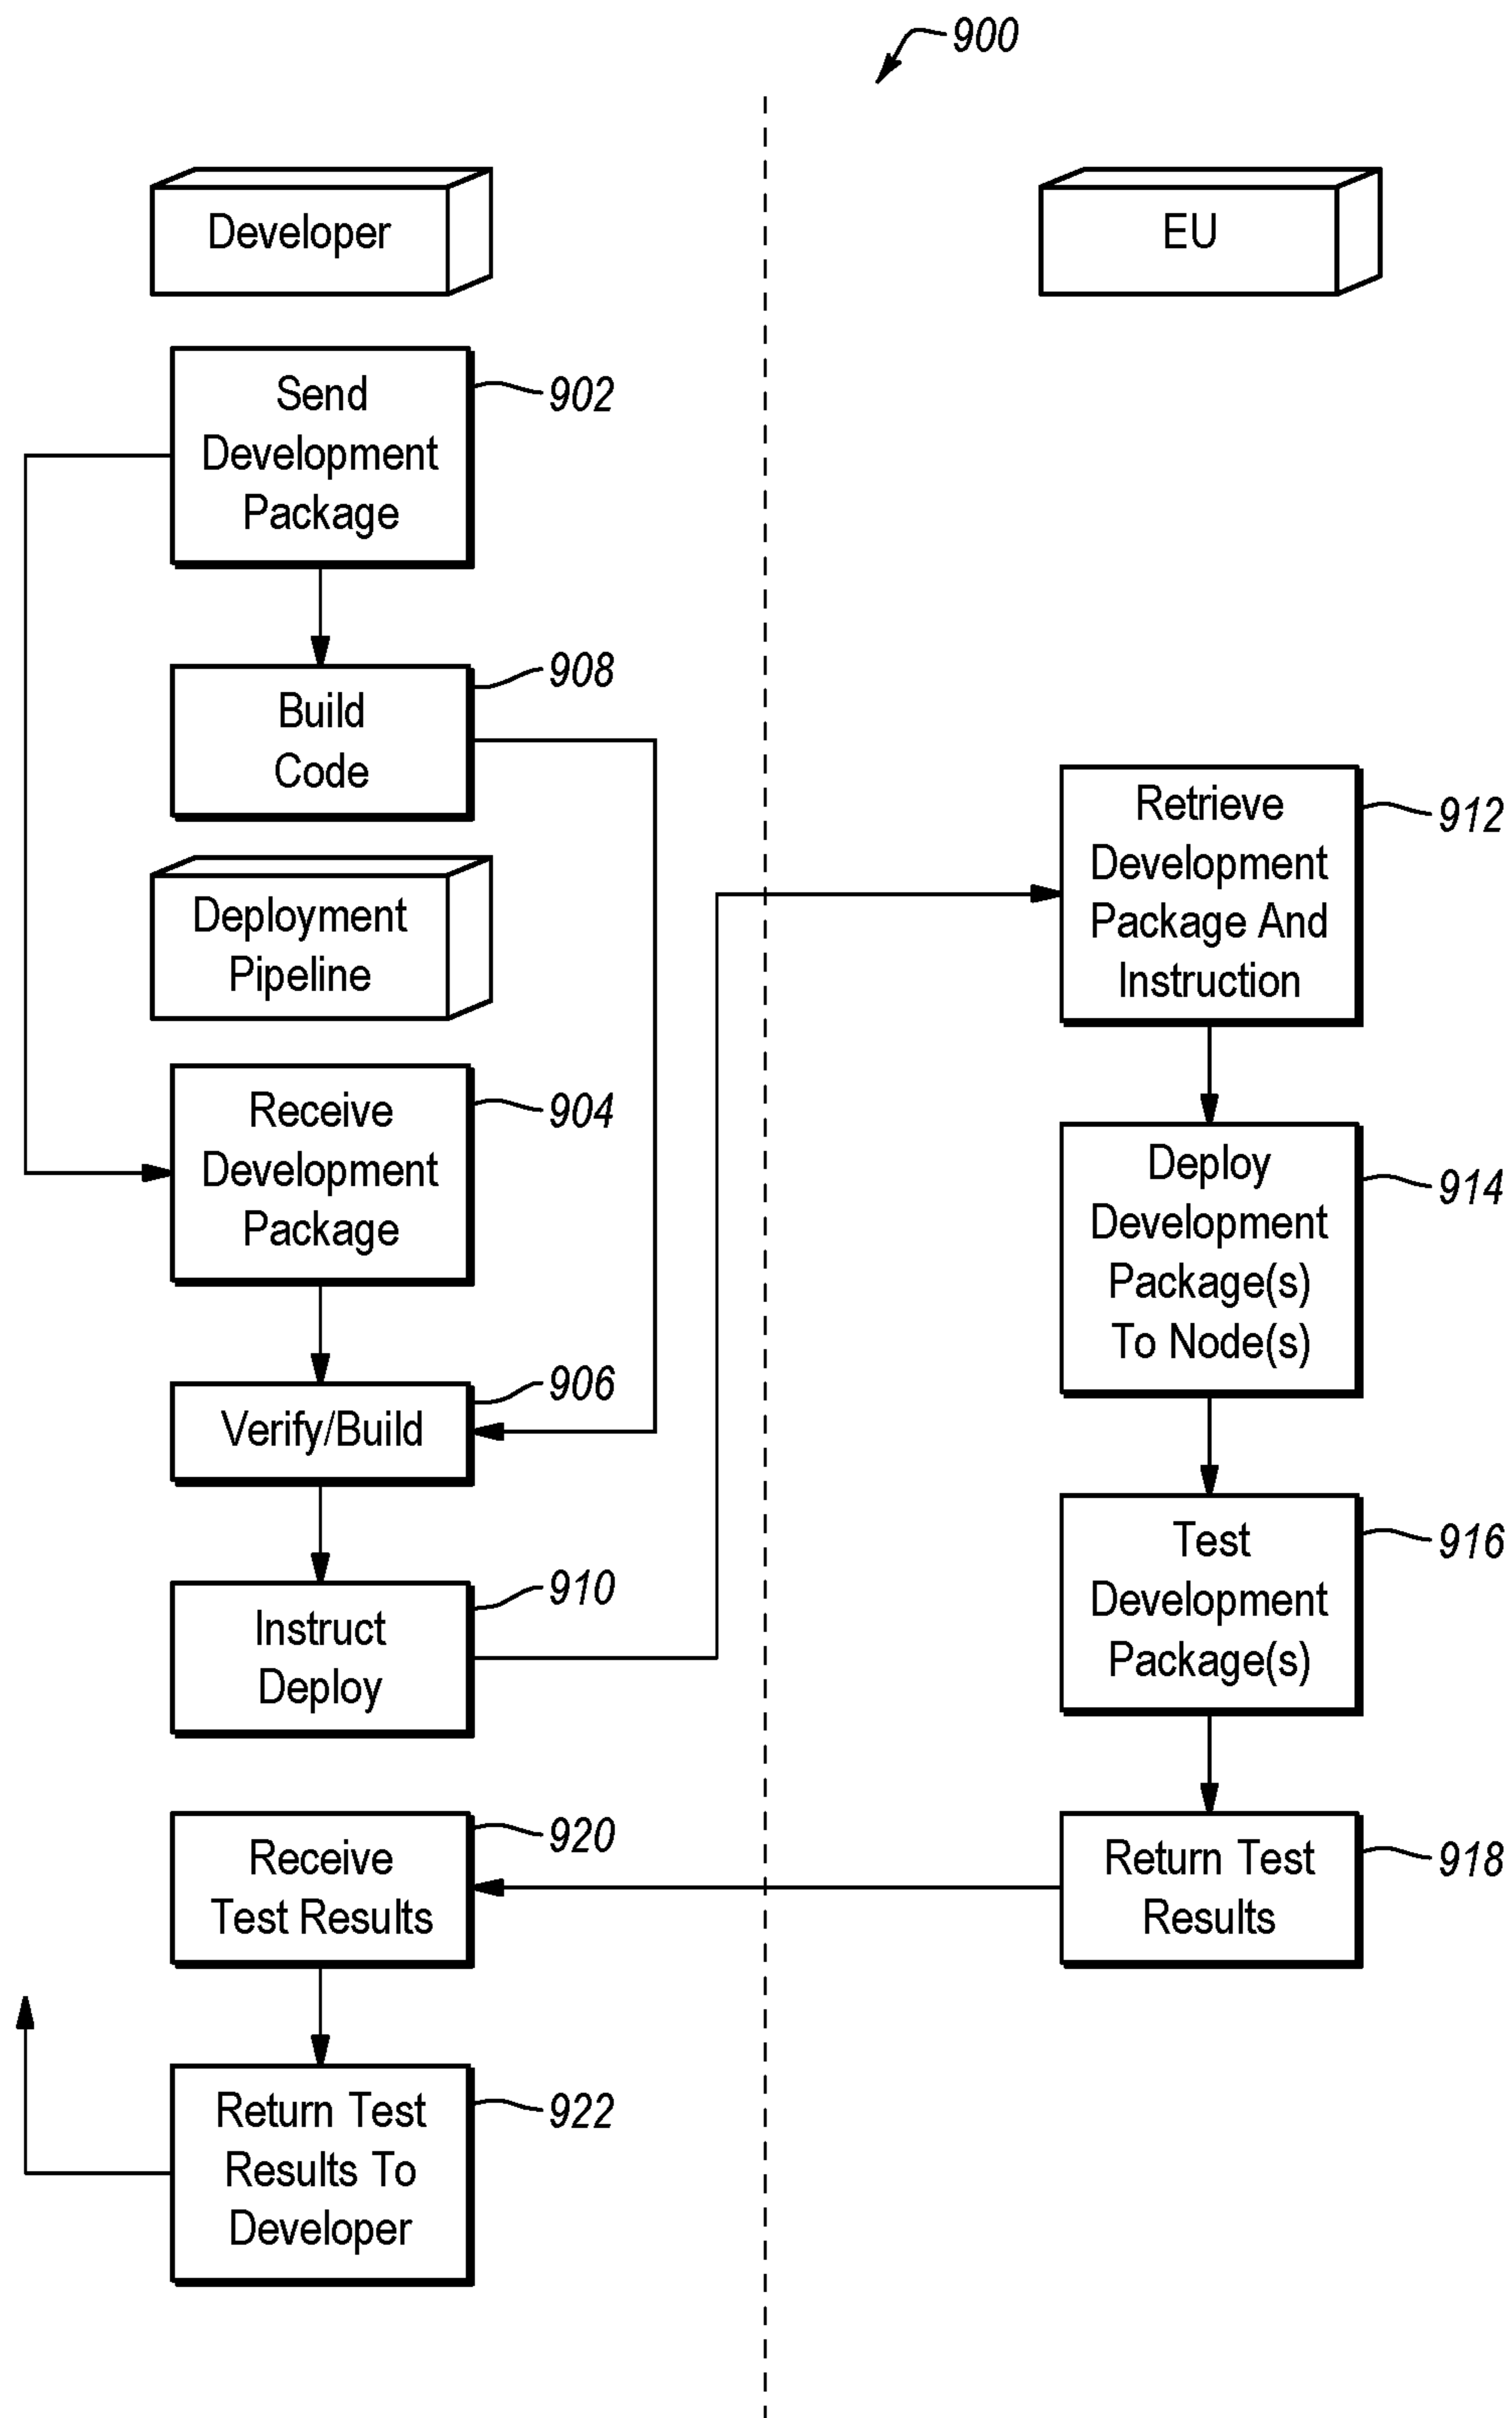 900
Developer
EU
Send
Development
Package
902
Build
Code
908
Deployment
Pipeline
Receive
Development
Package
904
Verify/Build
906
Instruct
Deploy
910
Retrieve
Development
Package And
Instruction
912
Deploy
Development
Package(s)
To Node(s)
914
Test
Development
Package(s)
916
Return Test
Results
918
Receive
Test Results
920
Return Test
Results To
Developer
922